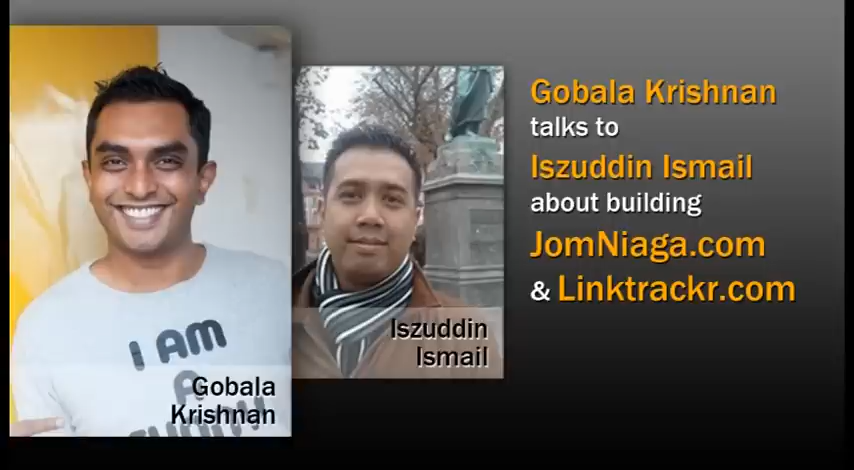 I AM
A
Gobala
Krishnan
Iszuddin
Ismail
Gobala Krishnan
talks to
Iszuddin Ismail
about building
JomNiaga.com
& Linktrackr.com